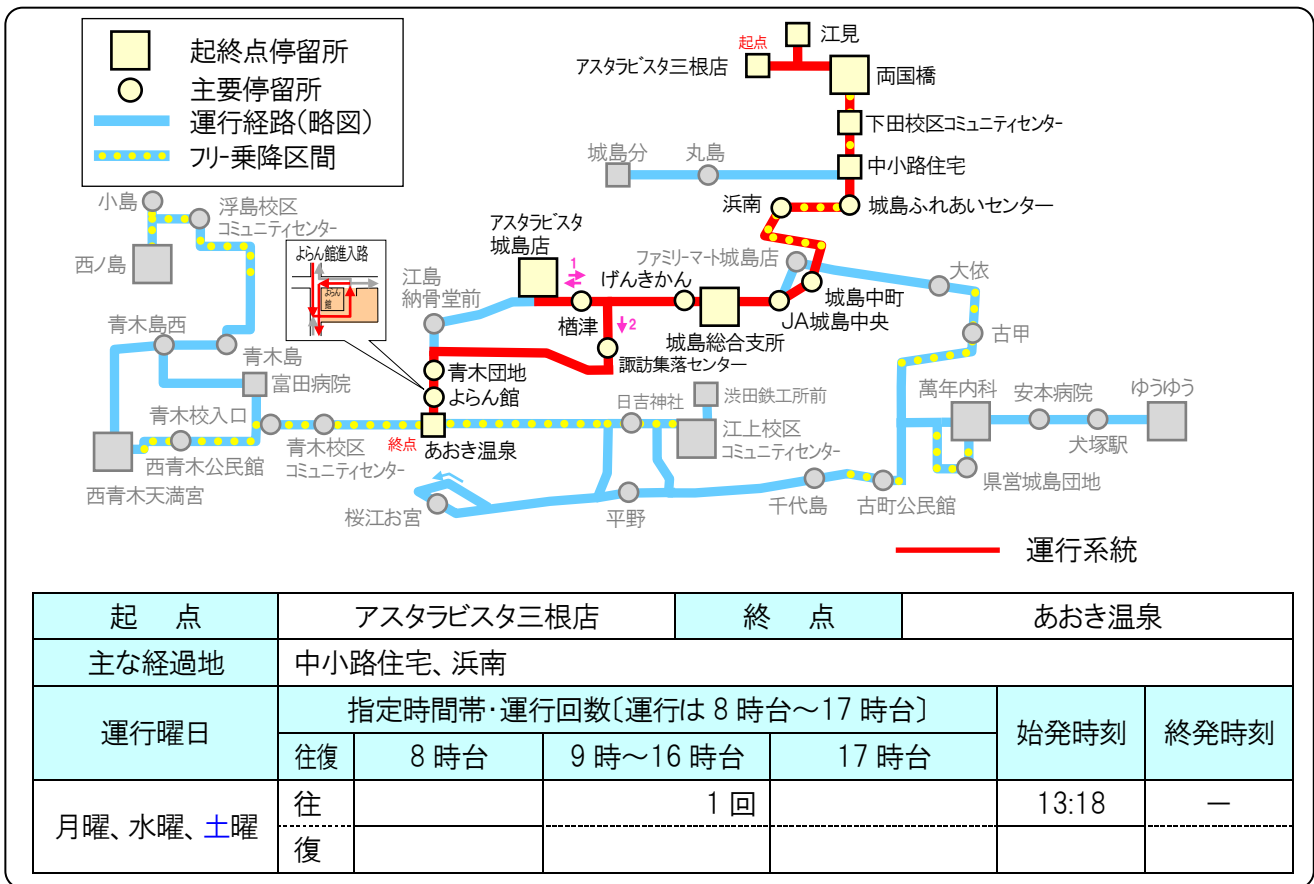 起終点停留所
主要停留所
運行経路(略図)
フリー乗降区間
起点
江見
アスタラビスタ三根店
両国橋
下田校区コミュニティセンター
城島分
丸島
中小路住宅
浜南
城島ふれあいセンター
小島
浮島校区
コミュニティセンター
西ノ島
よらん館進入路
よらん
館
アスタラビスタ
城島店
1
ファミリーマート城島店
大依
江島
納骨堂前
げんきかん
城島中町
JA城島中央
楢津
2
城島総合支所
古甲
諏訪集落センター
青木島西
青木島
富田病院
青木団地
よらん館
日吉神社
渋田鉄工所前
萬年内科
安本病院
ゆうゆう
青木校入口
終点
あおき温泉
江上校区
コミュニティセンター
犬塚駅
西青木公民館
青木校区
コミュニティセンター
西青木天満宮
県営城島団地
桜江お宮
平野
千代島
古町公民館
運行系統
起 点
アスタラビスタ三根店
終 点
あおき温泉
主な経過地
中小路住宅、浜南
運行曜日
指定時間帯・運行回数〔運行は8時台~17時台〕
始発時刻
終発時刻
往復
8時台
9時~16時台
17時台
月曜、水曜、土曜
往
1回
13:18
―
復